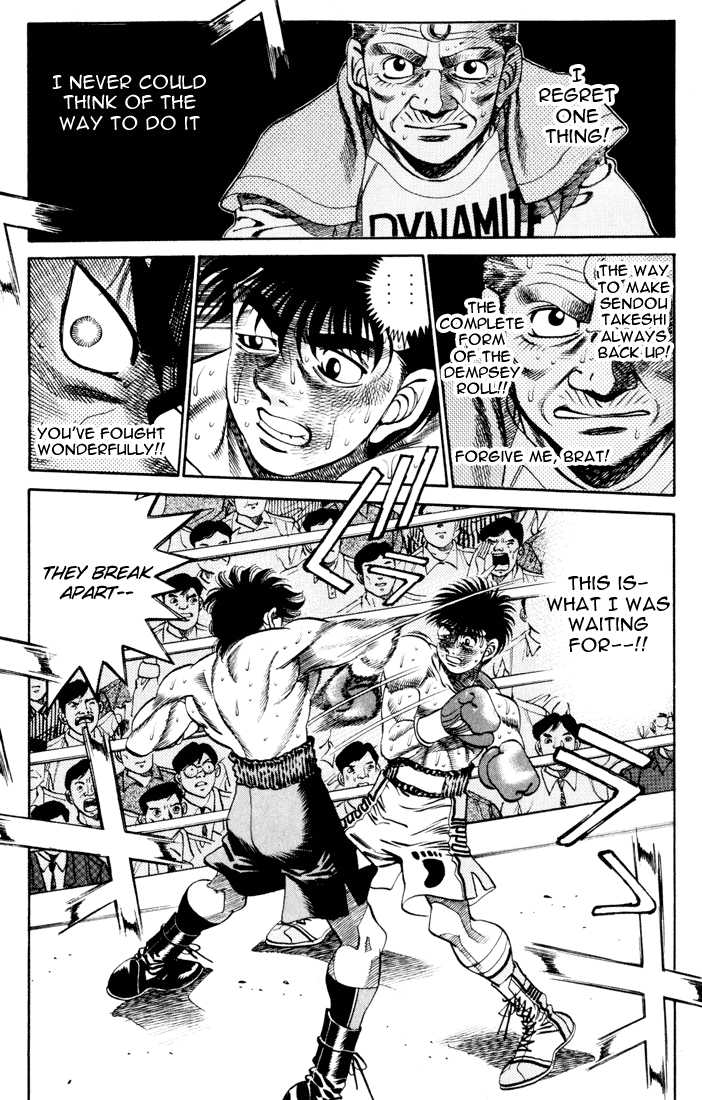 I
REGRET
ONE
THING!
I NEVER COULD
THINK OF THE
WAY TO DO IT
DYNAMITE
THE WAY
TO MAKE
SENDOU
TAKESHI
ALWAYS
BACK UP!
THE
COMPLETE
FORM
OF THE
DEMPSEY
ROLL!!
FORGIVE ME, BRAT!
YOU'VE FOUGHT
WONDERFULLY!!
THIS IS-
WHAT I WAS
WAITING
FOR--!!
THEY BREAK
APART--